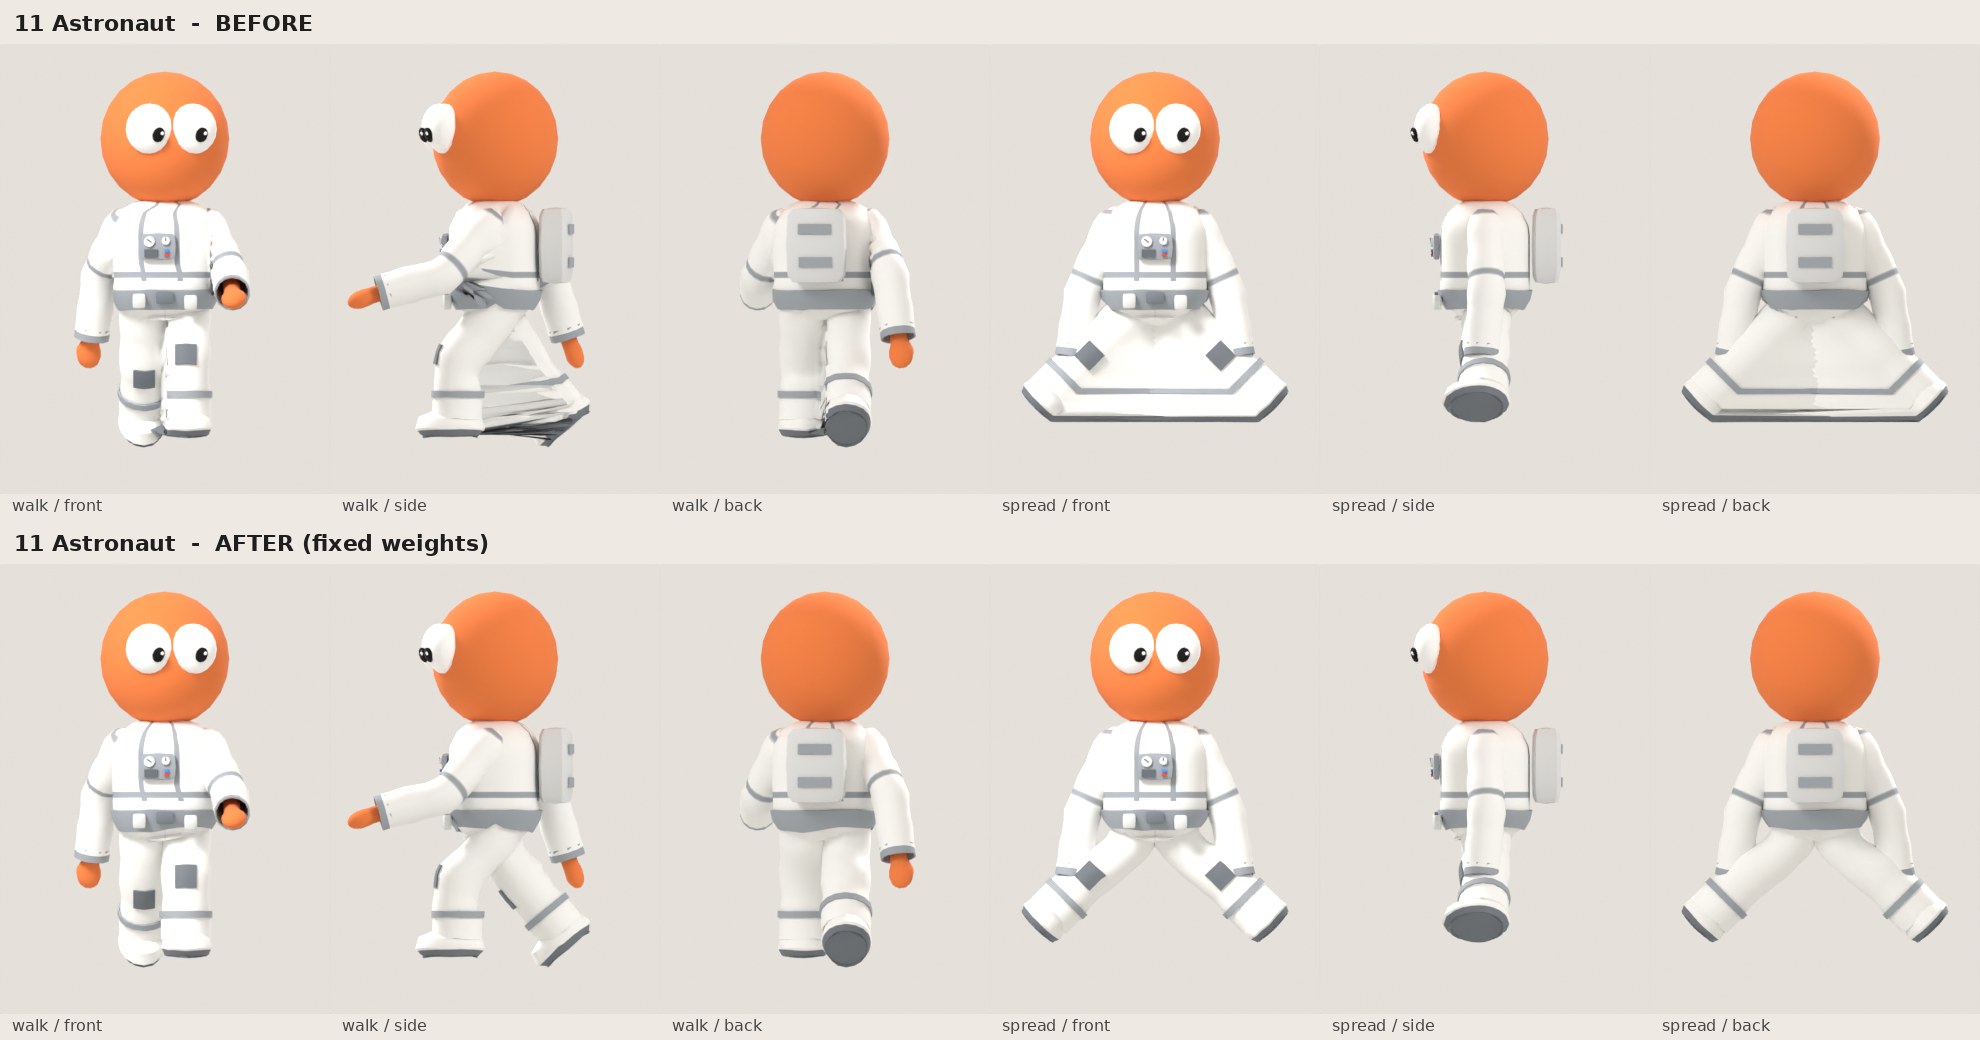 11 Astronaut - BEFORE
walk / front walk / side walk / back spread / front spread / side spread / back
11 Astronaut - AFTER (fixed weights)
walk / front walk / side walk / back spread / front spread / side spread / back